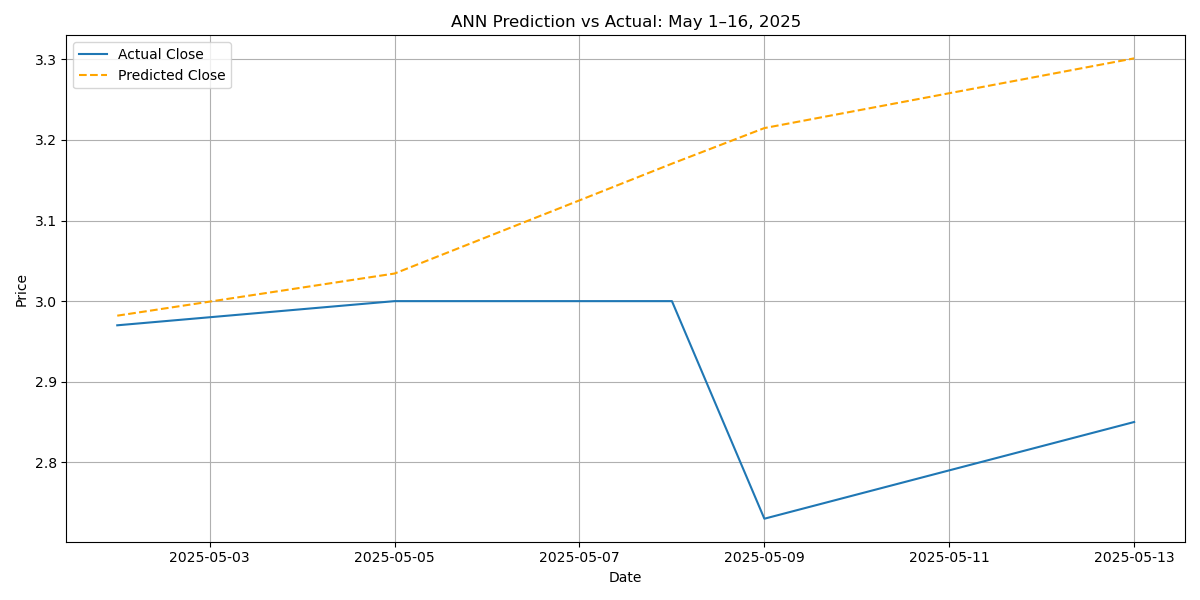 ANN Prediction vs Actual: May 1–16, 2025
Actual Close
Predicted Close
3.3
3.2
3.1
3.0
2.9
2.8
Price
2025-05-03
2025-05-05
2025-05-07
2025-05-09
2025-05-11
2025-05-13
Date